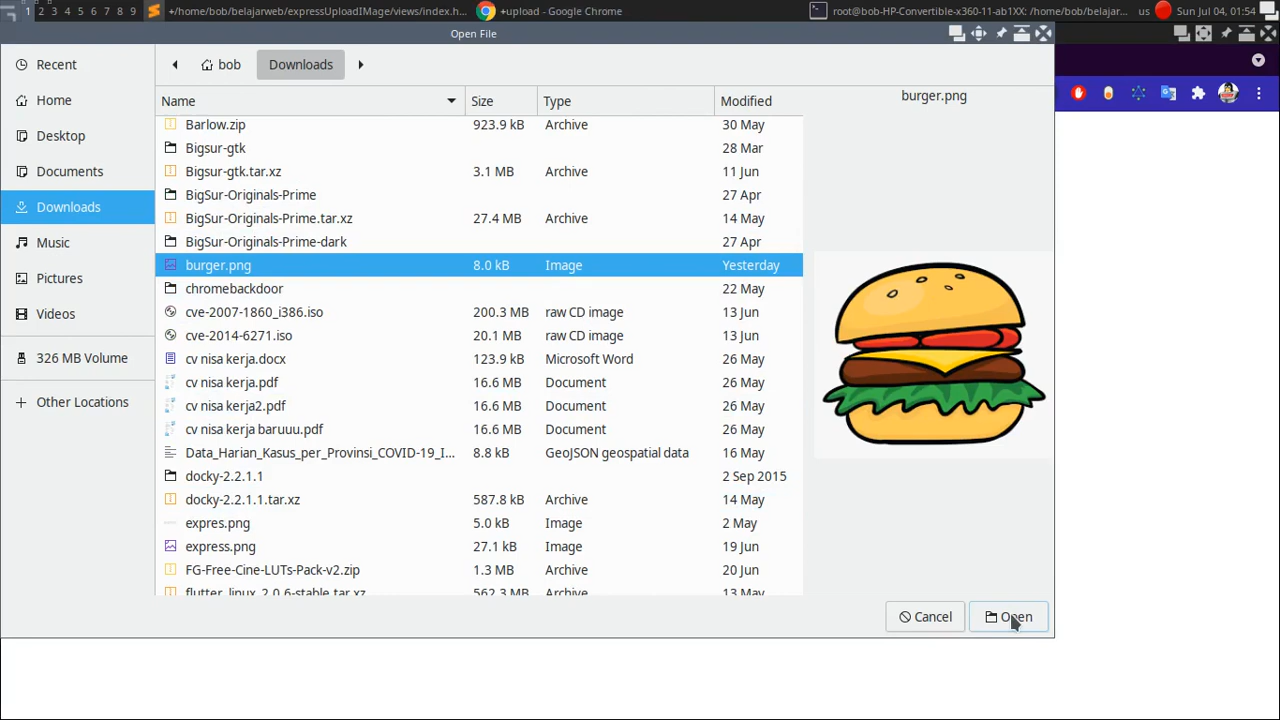 1 2 3 4 5 6 7 8 9 +/home/bob/belajarweb/expressUploadIMage/views/index.h... +upload - Google Chrome root@bob-HP-Convertible-x360-11-ab1XX: /home/bob/belajar... us Sun Jul 04, 01:54
Open File
Recent
Home
Desktop
Documents
Downloads
Music
Pictures
Videos
326 MB Volume
Other Locations
bob Downloads
Name Size Type Modified
Barlow.zip 923.9 kB Archive 30 May
Bigsur-gtk 28 Mar
Bigsur-gtk.tar.xz 3.1 MB Archive 11 Jun
BigSur-Originals-Prime 27 Apr
BigSur-Originals-Prime.tar.xz 27.4 MB Archive 14 May
BigSur-Originals-Prime-dark 27 Apr
burger.png 8.0 kB Image Yesterday
chromebackdoor 22 May
cve-2007-1860_i386.iso 200.3 MB raw CD image 13 Jun
cve-2014-6271.iso 20.1 MB raw CD image 13 Jun
cv nisa kerja.docx 123.9 kB Microsoft Word 26 May
cv nisa kerja.pdf 16.6 MB Document 26 May
cv nisa kerja2.pdf 16.6 MB Document 26 May
cv nisa kerja baruuu.pdf 16.6 MB Document 26 May
Data_Harian_Kasus_per_Provinsi_COVID-19_I... 8.8 kB GeoJSON geospatial data 16 May
docky-2.2.1.1 2 Sep 2015
docky-2.2.1.1.tar.xz 587.8 kB Archive 14 May
expres.png 5.0 kB Image 2 May
express.png 27.1 kB Image 19 Jun
FG-Free-Cine-LUTs-Pack-v2.zip 1.3 MB Archive 20 Jun
flutter_linux_2.0.6-stable.tar.xz 562.3 MB Archive 13 May
burger.png
Cancel Open